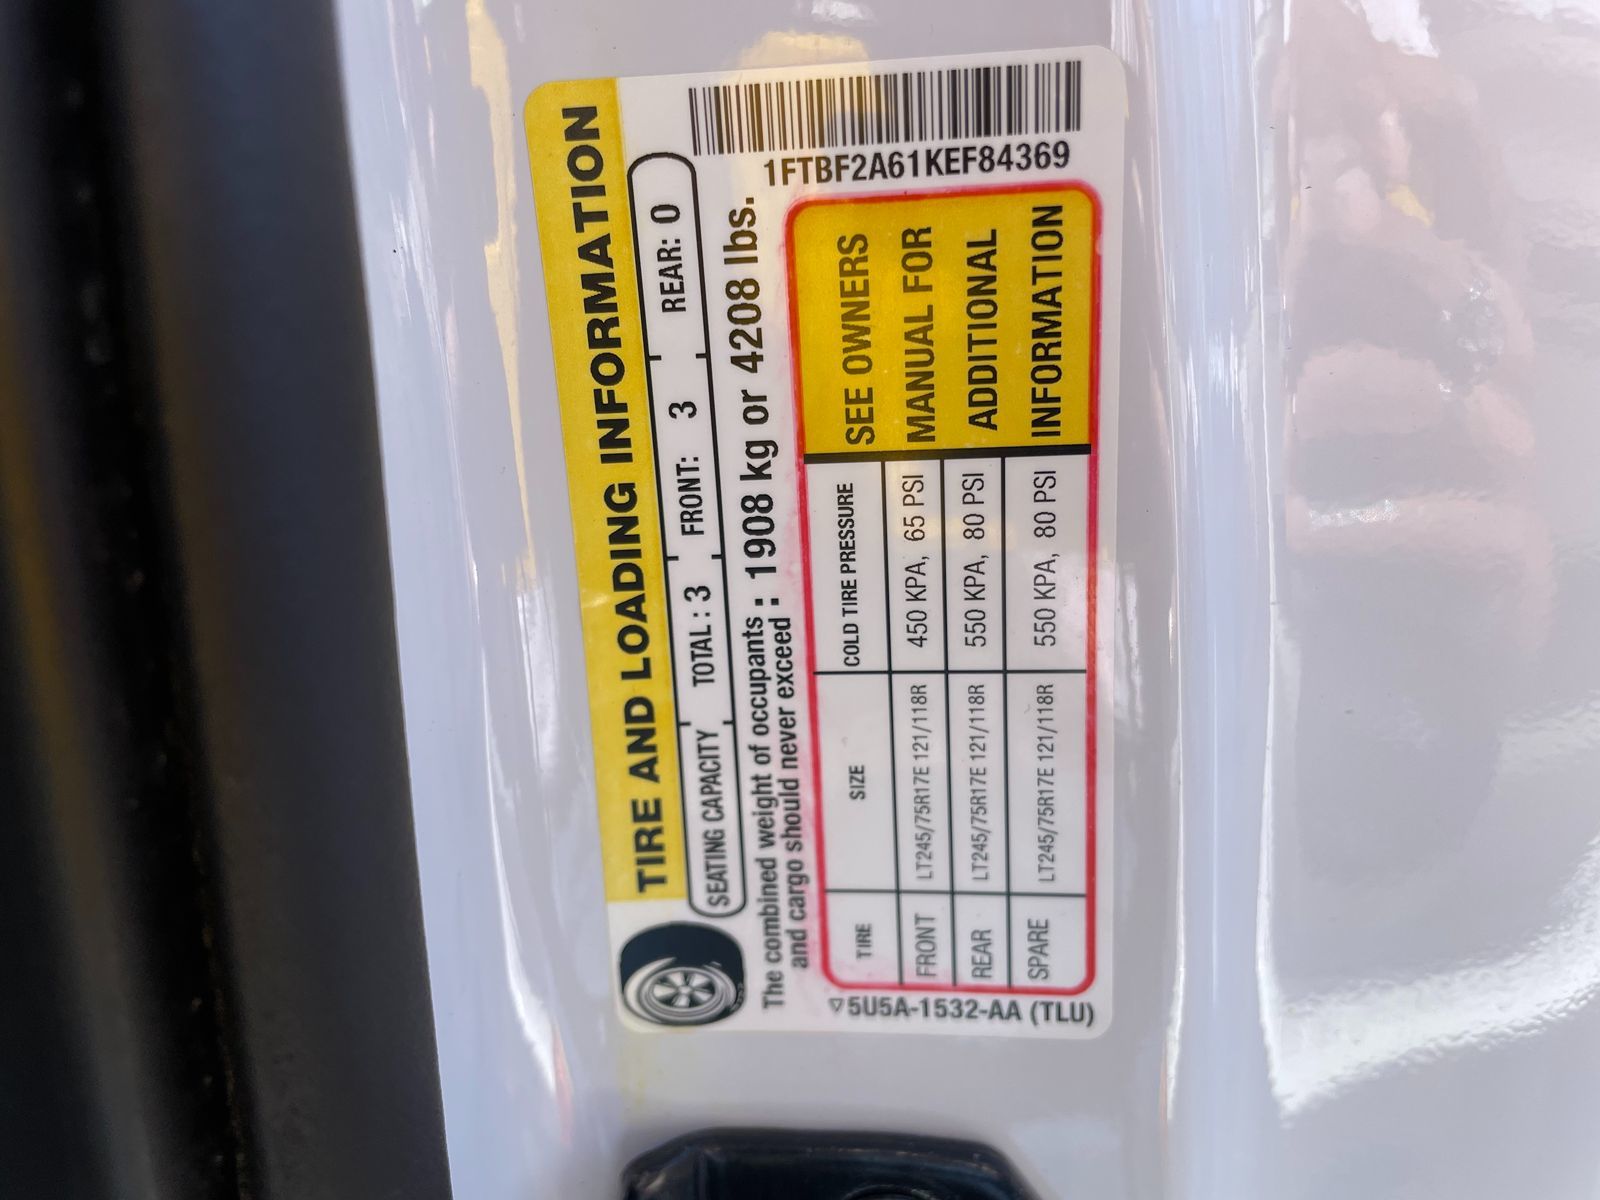 1FTBF2A61KEF84369
TIRE AND LOADING INFORMATION
SEATING CAPACITY TOTAL : 3 FRONT: 3 REAR: 0
The combined weight of occupants
and cargo should never exceed : 1908 kg or 4208 lbs.
TIRE SIZE COLD TIRE PRESSURE
FRONT LT245/75R17E 121/118R 450 KPA, 65 PSI
REAR LT245/75R17E 121/118R 550 KPA, 80 PSI
SPARE LT245/75R17E 121/118R 550 KPA, 80 PSI
SEE OWNERS
MANUAL FOR
ADDITIONAL
INFORMATION
5U5A-1532-AA (TLU)